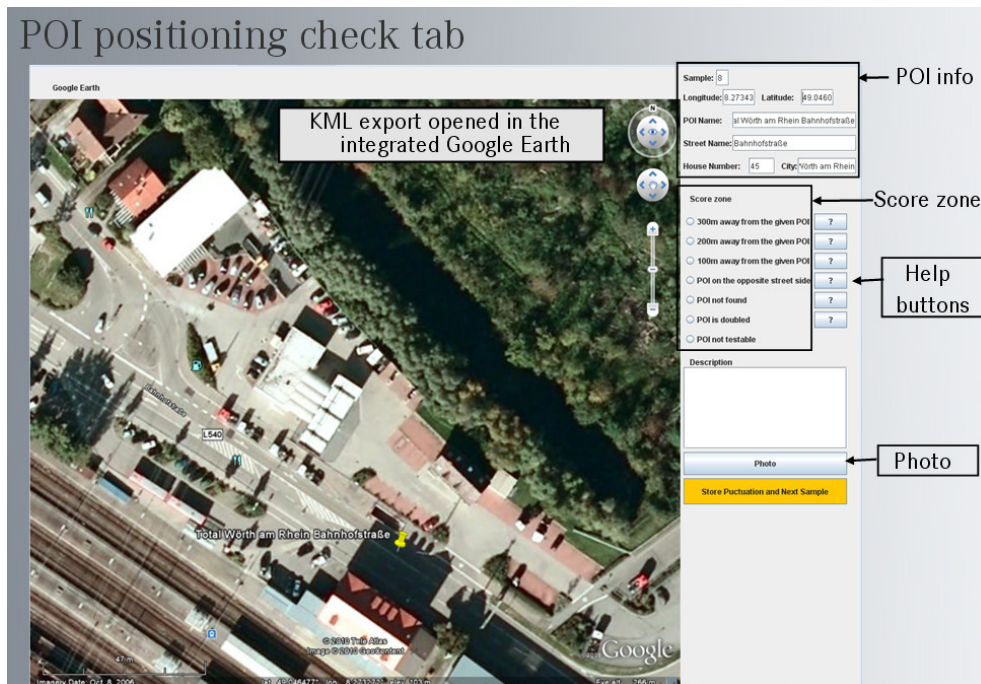 POI positioning check tab
Google Earth
KML export opened in the
integrated Google Earth
N
Bahnhofstraße
L540
Total Wörth am Rhein Bahnhofstraße
© 2010 Tele Atlas
Image © 2010 GeoContent
Google
47 m
Imagery Date: Oct 8, 2006
Eye alt 266 m
Sample: 8
Longitude: 8.27343 Latitude: 49.0460
POI Name: al Wörth am Rhein Bahnhofstraße
Street Name: Bahnhofstraße
House Number: 45 City: Wörth am Rhein
POI info
Score zone
Score zone
300m away from the given POI ?
200m away from the given POI ?
100m away from the given POI ?
POI on the opposite street side ?
POI not found ?
POI is doubled ?
POI not testable
Help
buttons
Description
Photo
Photo
Store Puctuation and Next Sample